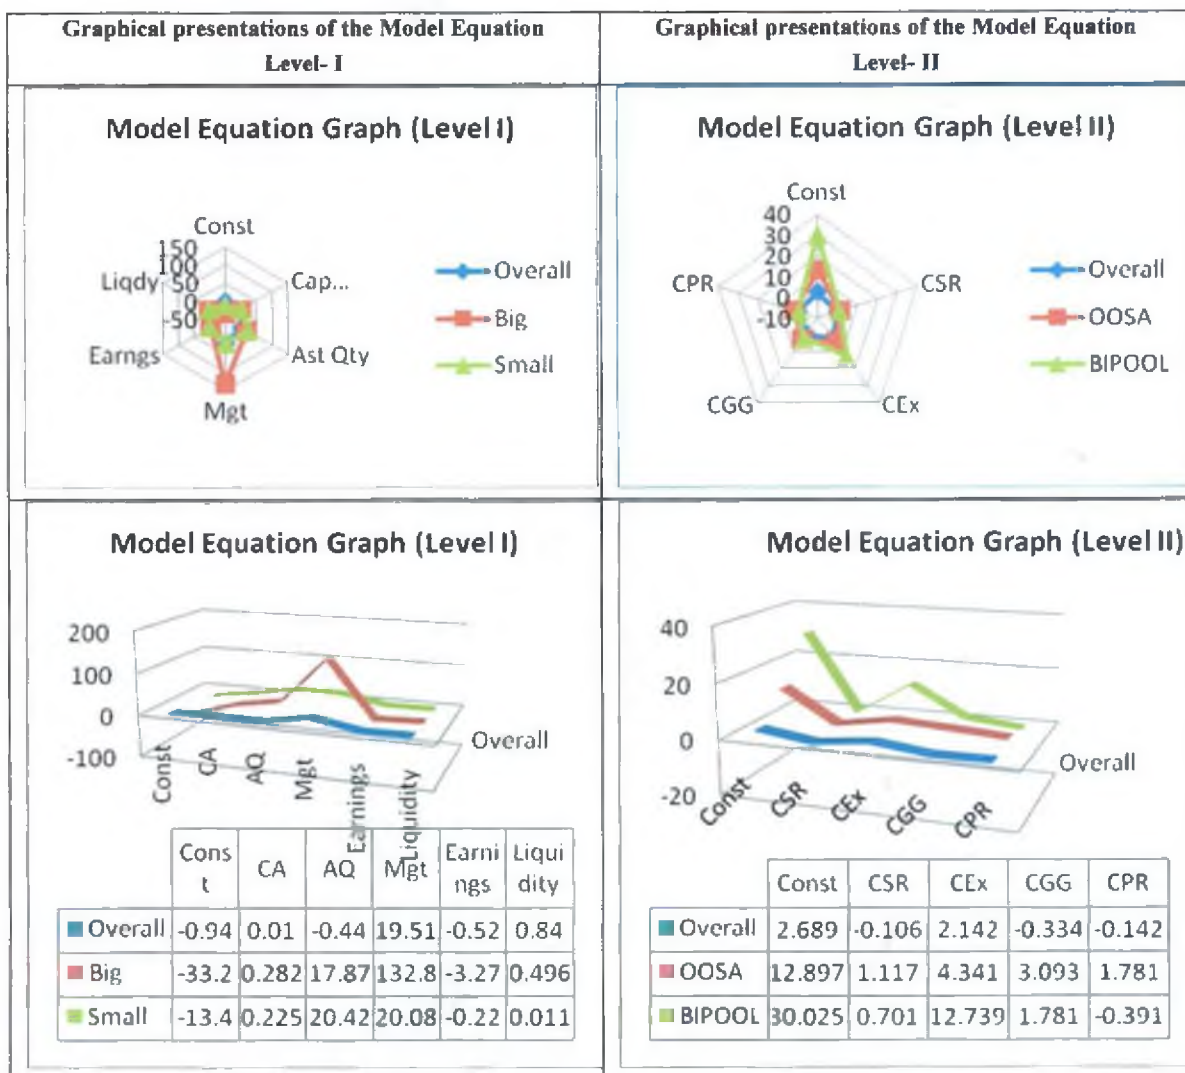 Graphical presentations of the Model Equation
Level- I
Graphical presentations of the Model Equation
Level- II
Model Equation Graph (Level I)
Const
150
100
50
0
-50
Liqdy
Cap...
Earngs
Ast Qty
Mgt
Overall
Big
Small
Model Equation Graph (Level II)
Const
40
30
20
10
0
-10
CPR
CSR
CGG
CEx
Overall
OOSA
BIPOOL
Model Equation Graph (Level I)
200
100
0
-100
Const
CA
AQ
Mgt
Earnings
Liquidity
Overall
Cons
t
CA
AQ
Mgt
Earni
ngs
Liqui
dity
Overall -0.94 0.01 -0.44 19.51 -0.52 0.84
Big -33.2 0.282 17.87 132.8 -3.27 0.496
Small -13.4 0.225 20.42 20.08 -0.22 0.011
Model Equation Graph (Level II)
40
20
0
-20
Const
CSR
CEx
CGG
CPR
Overall
Const CSR CEx CGG CPR
Overall 2.689 -0.106 2.142 -0.334 -0.142
OOSA 12.897 1.117 4.341 3.093 1.781
BIPOOL 30.025 0.701 12.739 1.781 -0.391